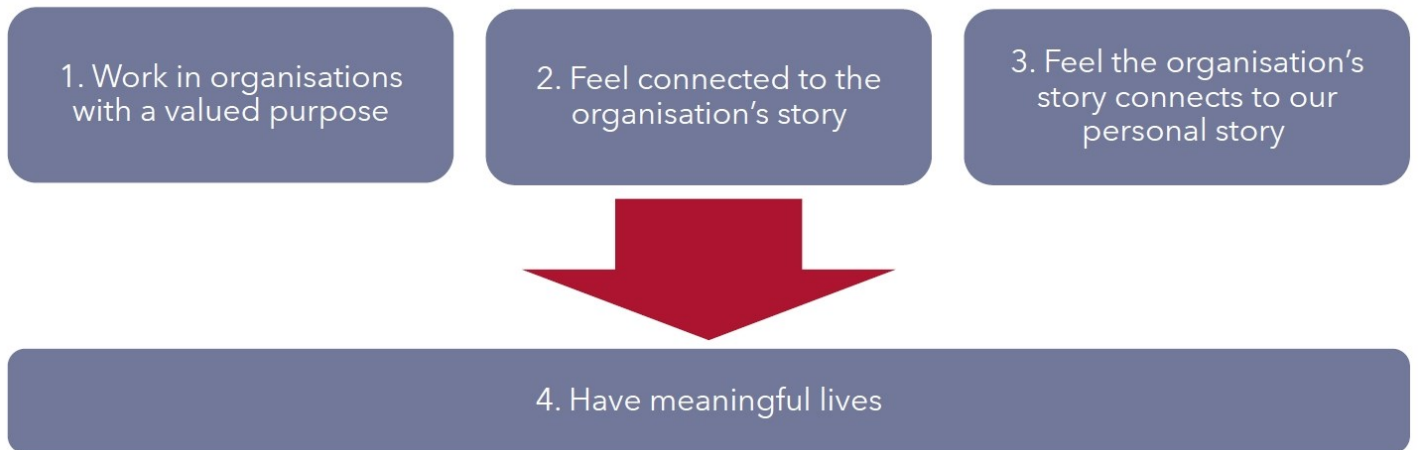 1. Work in organisations
with a valued purpose
2. Feel connected to the
organisation’s story
3. Feel the organisation’s
story connects to our
personal story
4. Have meaningful lives